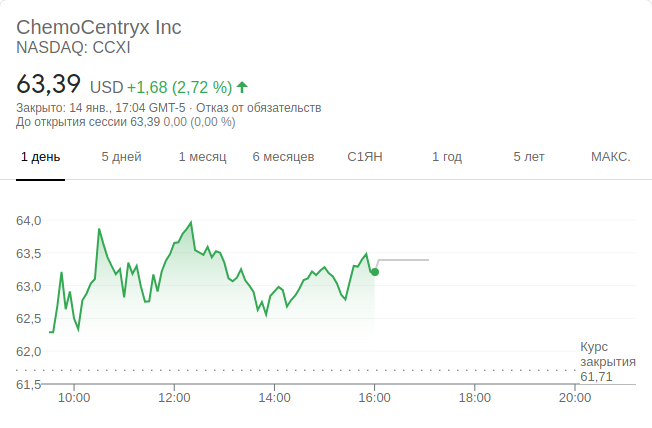 ChemoCentryx Inc
NASDAQ: CCXI
63,39 USD +1,68 (2,72 %)
Закрыто: 14 янв., 17:04 GMT-5 · Отказ от обязательств
До открытия сессии 63,39 0,00 (0,00 %)
1 день 5 дней 1 месяц 6 месяцев С1ЯН 1 год 5 лет МАКС.
64,0
63,5
63,0
62,5
62,0
61,5
Курс
закрытия
61,71
10:00 12:00 14:00 16:00 18:00 20:00